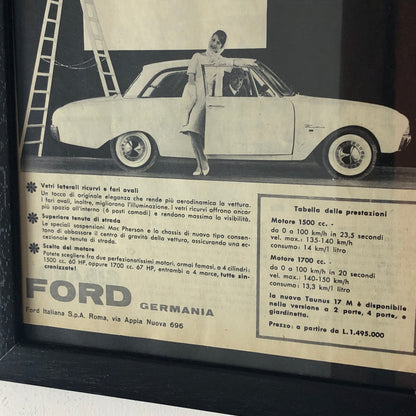 Vetri laterali ricurvi e fari ovali
Un tocco di originale eleganza che rende più aerodinamica la vettura.
I fari ovali, inoltre, migliorano l'illuminazione. I vetri ricurvi offrono ancor
più spazio all'interno (6 posti comodi) e rendono massima la visibilità.
Superiore tenuta di strada
Le speciali sospensioni Mac Pherson e la chassis di nuovo tipo consen-
tono di abbassare il centro di gravità della vettura, assicurando una ec-
cezionale tenuta di strada.
Scelta del motore
Potete scegliere fra due perfezionatissimi motori, ormai famosi, a 4 cilindri:
1500 cc. 60 HP. oppure 1700 cc. 67 HP. entrambi a 4 marce, tutte sin-
cronizzate!
FORD GERMANIA
Ford Italiana S.p.A. Roma, via Appia Nuova 696
Tabella delle prestazioni
Motore 1500 cc. -
da 0 a 100 km/h in 23,5 secondi
vel. max.: 135-140 km/h
consumo: 14 km/1 litro
Motore 1700 cc. -
da 0 a 100 km/h in 20 secondi
vel. max.: 140-150 km/h
consumo: 13,3 km/1 litro
la nuova Taunus 17 M è disponibile
nella versione a 2 porte, 4 porte, e
giardinetta.
Prezzo: a partire da L.1.495.000